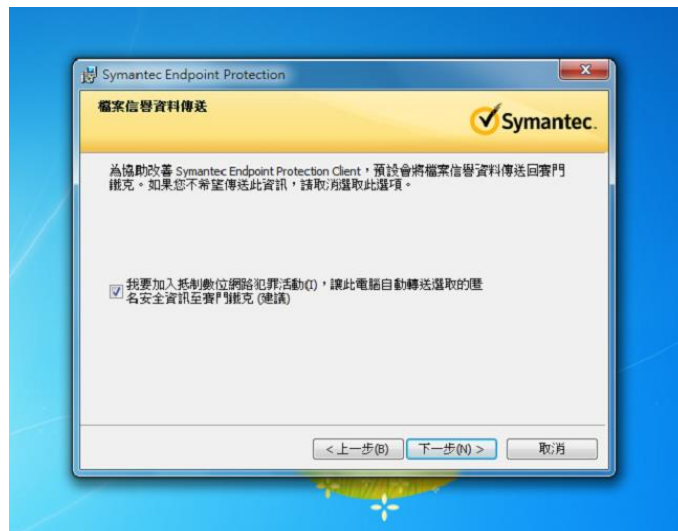 Symantec Endpoint Protection
檔案信譽資料傳送
Symantec.
為協助改善 Symantec Endpoint Protection Client，預設會將檔案信譽資料傳送回賽門
鐵克。如果您不希望傳送此資訊，請取消選取此選項。
我要加入抵制數位網路犯罪活動(I)，讓此電腦自動轉送選取的匿
名安全資訊至賽門鐵克 (建議)
<上一步(B)
下一步(N) >
取消